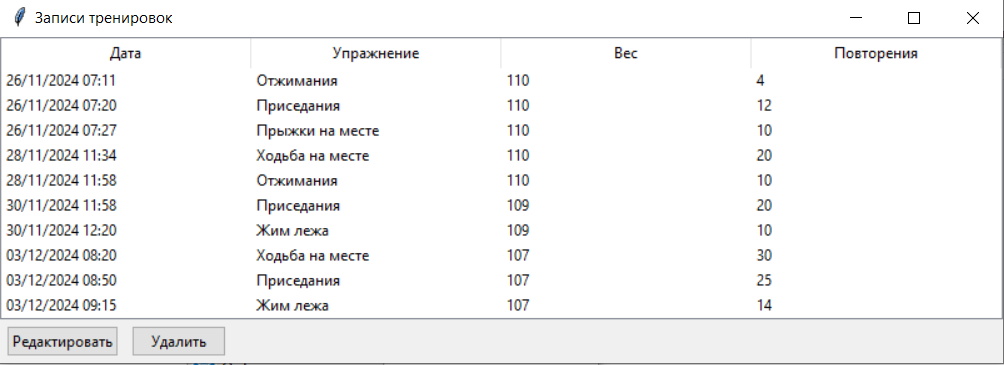 Записи тренировок
Дата Упражнение Вес Повторения
26/11/2024 07:11 Отжимания 110 4
26/11/2024 07:20 Приседания 110 12
26/11/2024 07:27 Прыжки на месте 110 10
28/11/2024 11:34 Ходьба на месте 110 20
28/11/2024 11:58 Отжимания 110 10
30/11/2024 11:58 Приседания 109 20
30/11/2024 12:20 Жим лежа 109 10
03/12/2024 08:20 Ходьба на месте 107 30
03/12/2024 08:50 Приседания 107 25
03/12/2024 09:15 Жим лежа 107 14
Редактировать Удалить